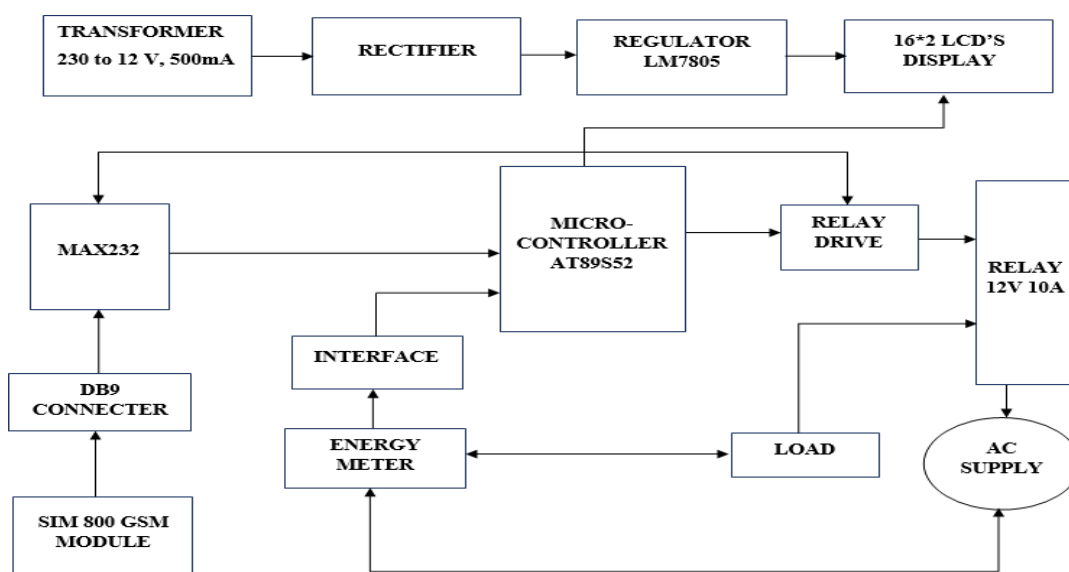 TRANSFORMER
230 to 12 V, 500mA
RECTIFIER
REGULATOR
LM7805
16*2 LCD'S
DISPLAY
MAX232
MICRO-
CONTROLLER
AT89S52
RELAY
DRIVE
RELAY
12V 10A
INTERFACE
DB9
CONNECTER
ENERGY
METER
LOAD
AC
SUPPLY
SIM 800 GSM
MODULE